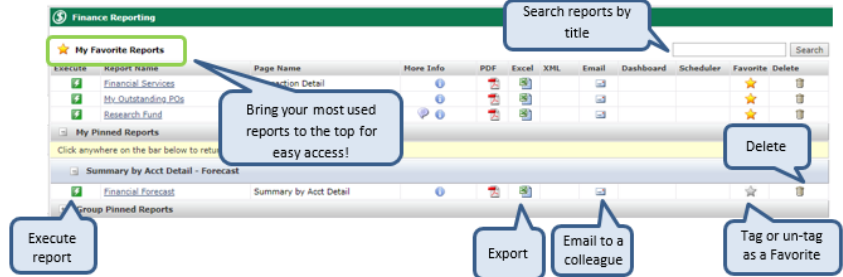 Finance Reporting
Search reports by
title
My Favorite Reports
Search
Execute Report Name Page Name More Info PDF Excel XML Email Dashboard Scheduler Favorite Delete
Financial Services Detail
My Outstanding POs
Research Fund
Bring your most used
reports to the top for
easy access!
My Pinned Reports
Click anywhere on the bar below to
Delete
Summary by Acct Detail - Forecast
Financial Forecast Summary by Acct Detail
Group Pinned Reports
Execute
report
Export
Email to a
colleague
Tag or un-tag
as a Favorite